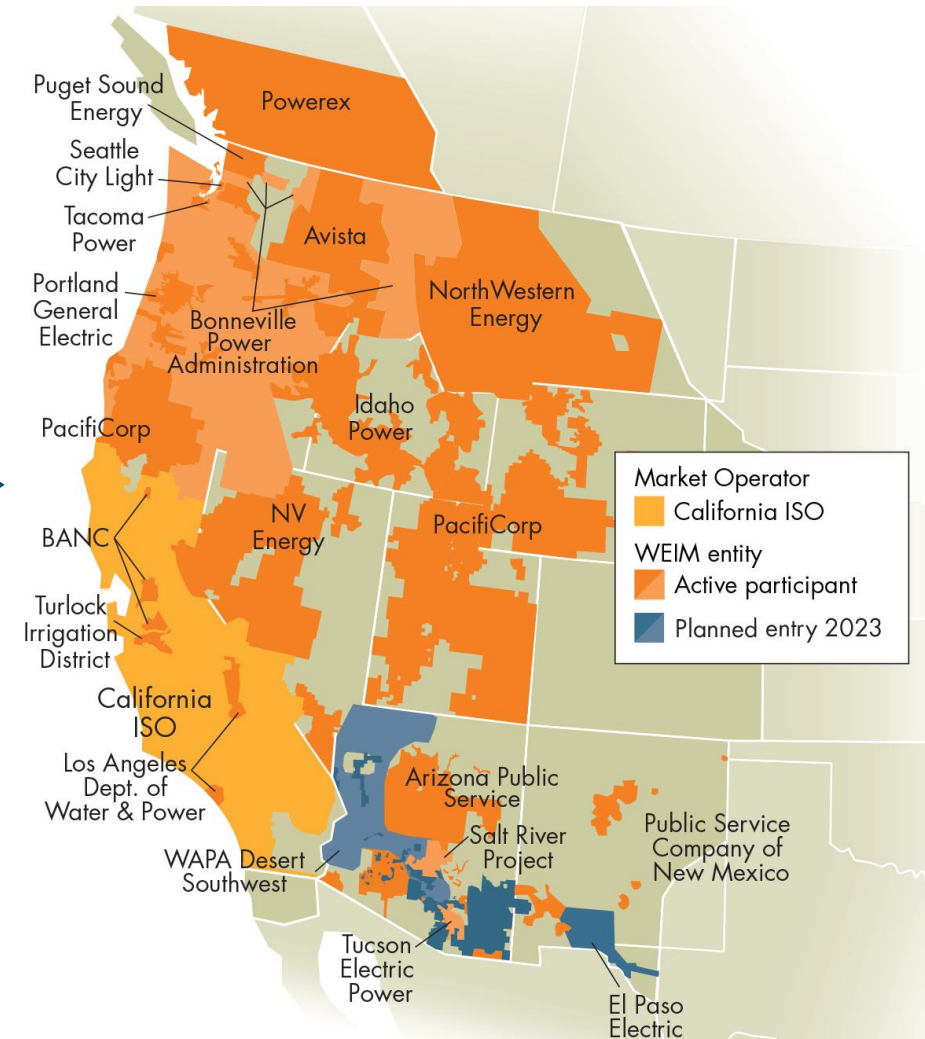 Puget Sound
Energy
Powerex
Seattle
City Light
Tacoma
Power
Avista
Portland
General
Electric
Bonneville
Power
Administration
NorthWestern
Energy
PacifiCorp
Idaho
Power
BANC
NV
Energy
PacifiCorp
Market Operator
California ISO
WEIM entity
Active participant
Planned entry 2023
Turlock
Irrigation
District
California
ISO
Los Angeles
Dept. of
Water & Power
Arizona Public
Service
Salt River
Project
Public Service
Company of
New Mexico
WAPA Desert
Southwest
Tucson
Electric
Power
El Paso
Electric